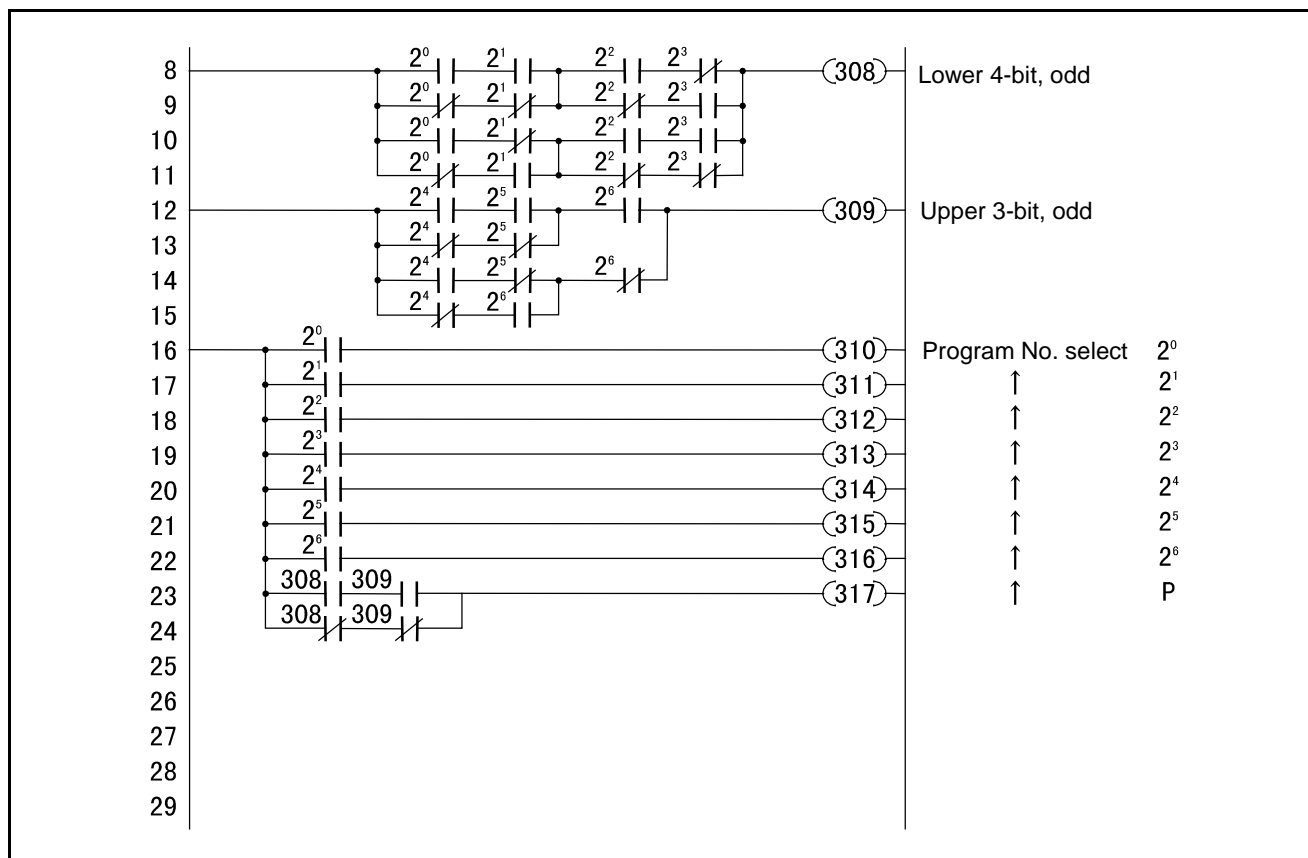 8 2⁰ 2¹ 2² 2³ 308 Lower 4-bit, odd
9 2⁰ 2¹ 2² 2³
10 2⁰ 2¹ 2² 2³
11 2⁰ 2¹ 2² 2³
12 2⁴ 2⁵ 2⁶ 309 Upper 3-bit, odd
13 2⁴ 2⁵
14 2⁴ 2⁵ 2⁶
15 2⁴ 2⁶
16 2⁰ 310 Program No. select 2⁰
17 2¹ 311 ↑ 2¹
18 2² 312 ↑ 2²
19 2³ 313 ↑ 2³
20 2⁴ 314 ↑ 2⁴
21 2⁵ 315 ↑ 2⁵
22 2⁶ 316 ↑ 2⁶
23 308 309 317 ↑ P
24 308 309
25
26
27
28
29